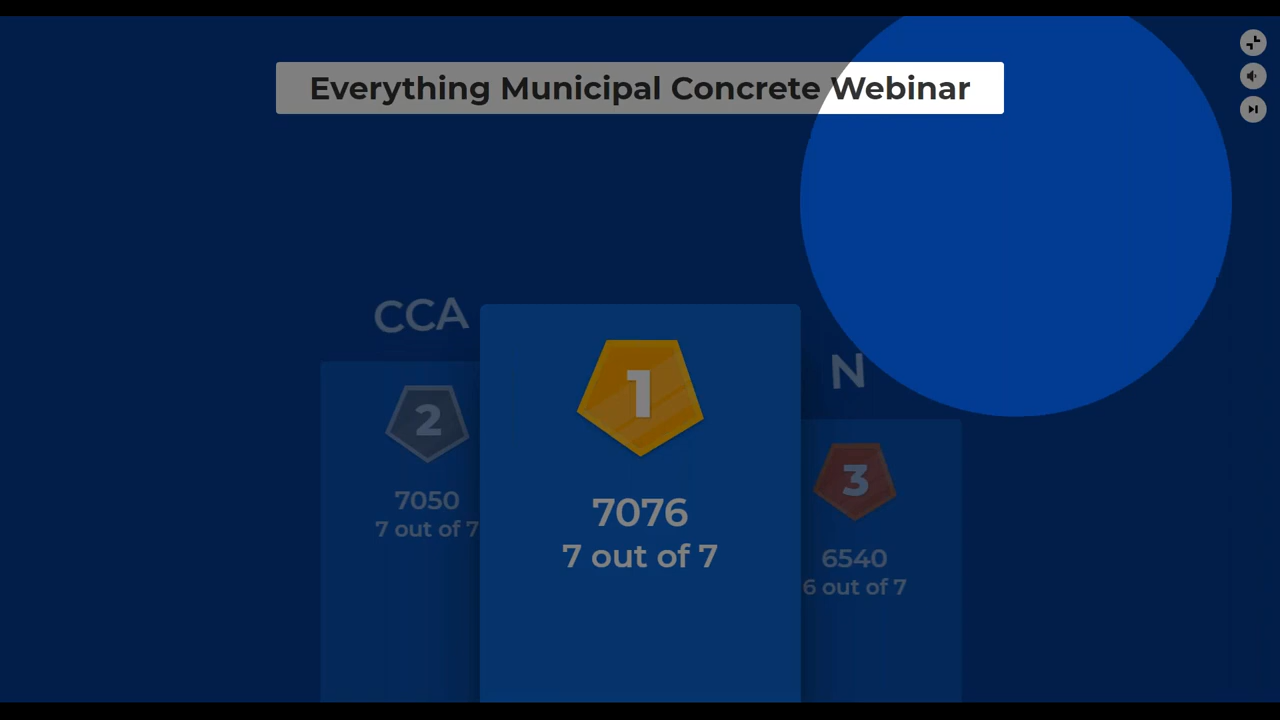 Everything Municipal Concrete Webinar
CCA
N
1
2
3
7050
7 out of 7
7076
7 out of 7
6540
6 out of 7